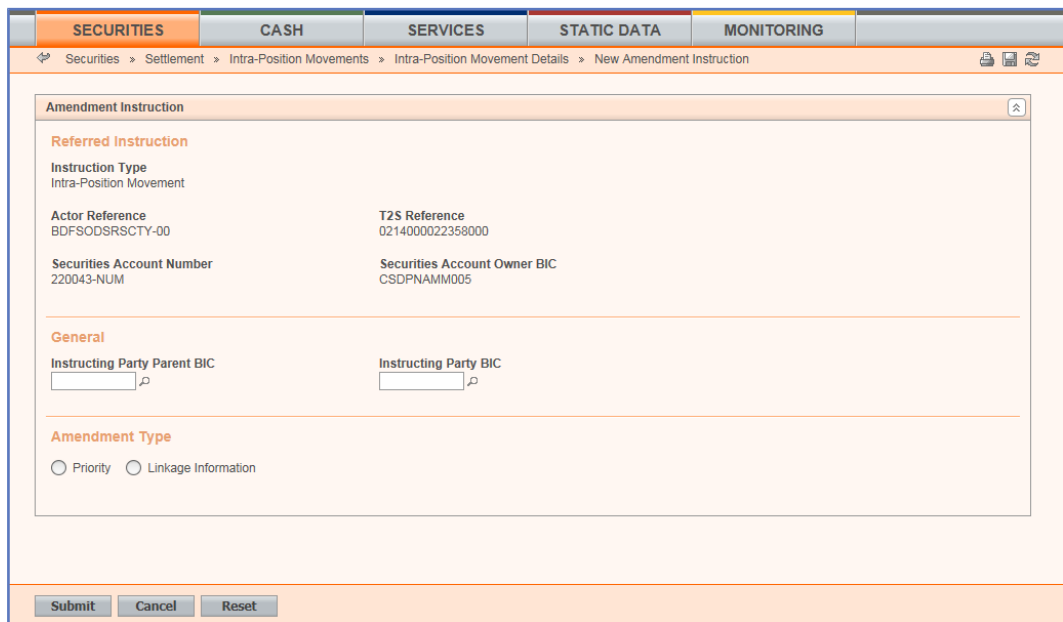 SECURITIES CASH SERVICES STATIC DATA MONITORING
Securities » Settlement » Intra-Position Movements » Intra-Position Movement Details » New Amendment Instruction
Amendment Instruction
Referred Instruction
Instruction Type
Intra-Position Movement
Actor Reference T2S Reference
BDFSODSRSCTY-00 0214000022358000
Securities Account Number Securities Account Owner BIC
220043-NUM CSDPNAMM005
General
Instructing Party Parent BIC Instructing Party BIC
Amendment Type
Priority Linkage Information
Submit Cancel Reset